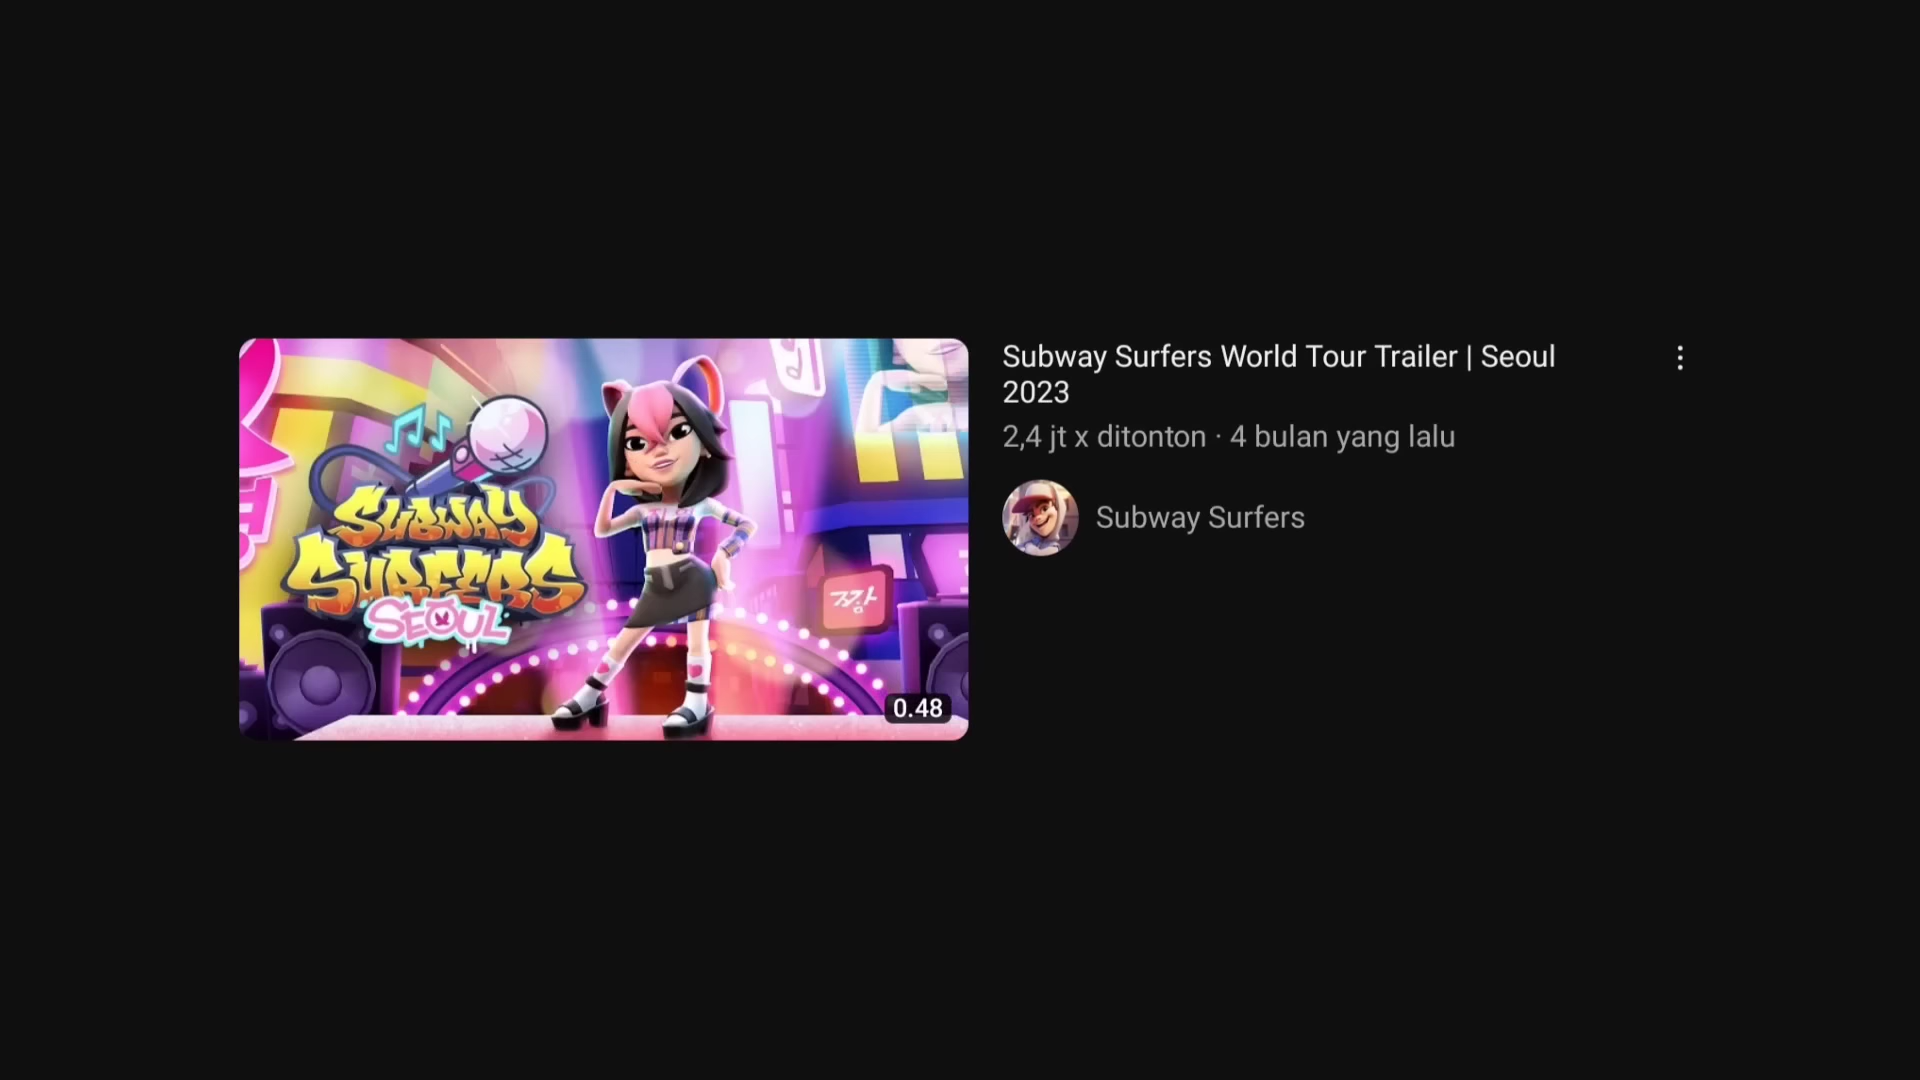 SUBWAY
SURFERS
SEOUL
짱
0.48
Subway Surfers World Tour Trailer | Seoul
2023
2,4 jt x ditonton · 4 bulan yang lalu
Subway Surfers